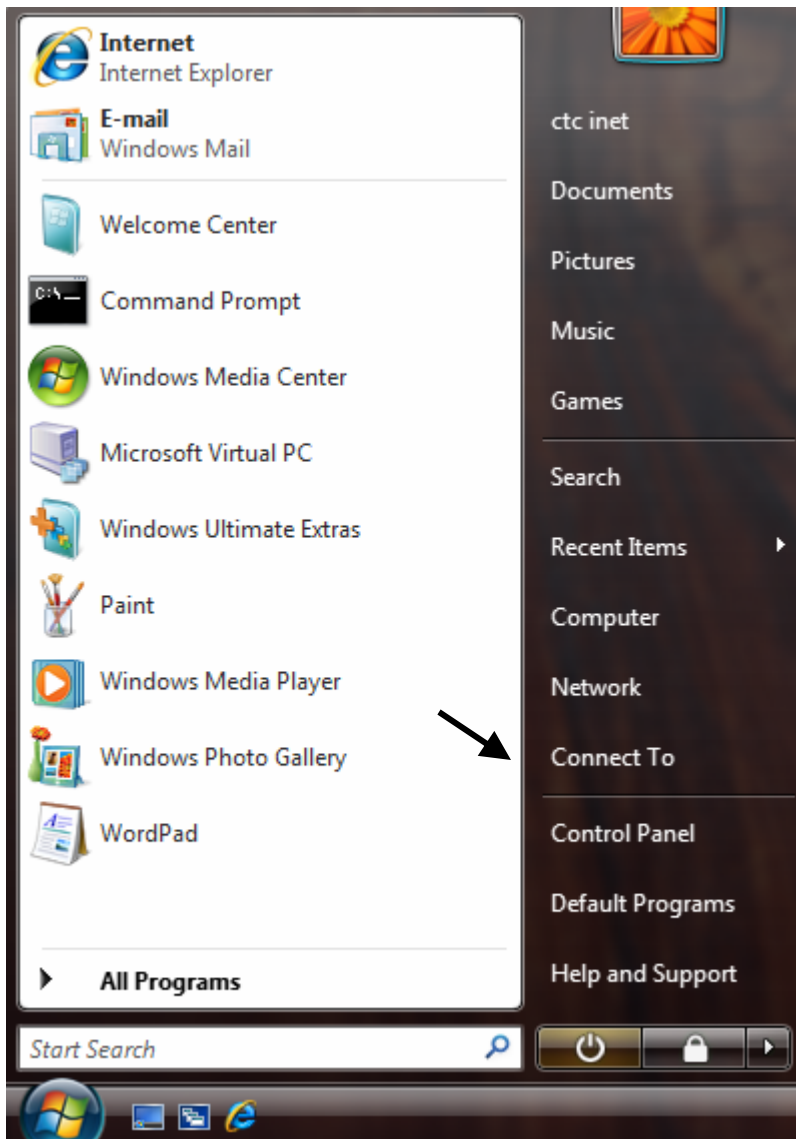 Internet
Internet Explorer
E-mail
Windows Mail
Welcome Center
C:\_
Command Prompt
Windows Media Center
Microsoft Virtual PC
Windows Ultimate Extras
Paint
Windows Media Player
Windows Photo Gallery
WordPad
All Programs
Start Search
ctc inet
Documents
Pictures
Music
Games
Search
Recent Items
Computer
Network
Connect To
Control Panel
Default Programs
Help and Support